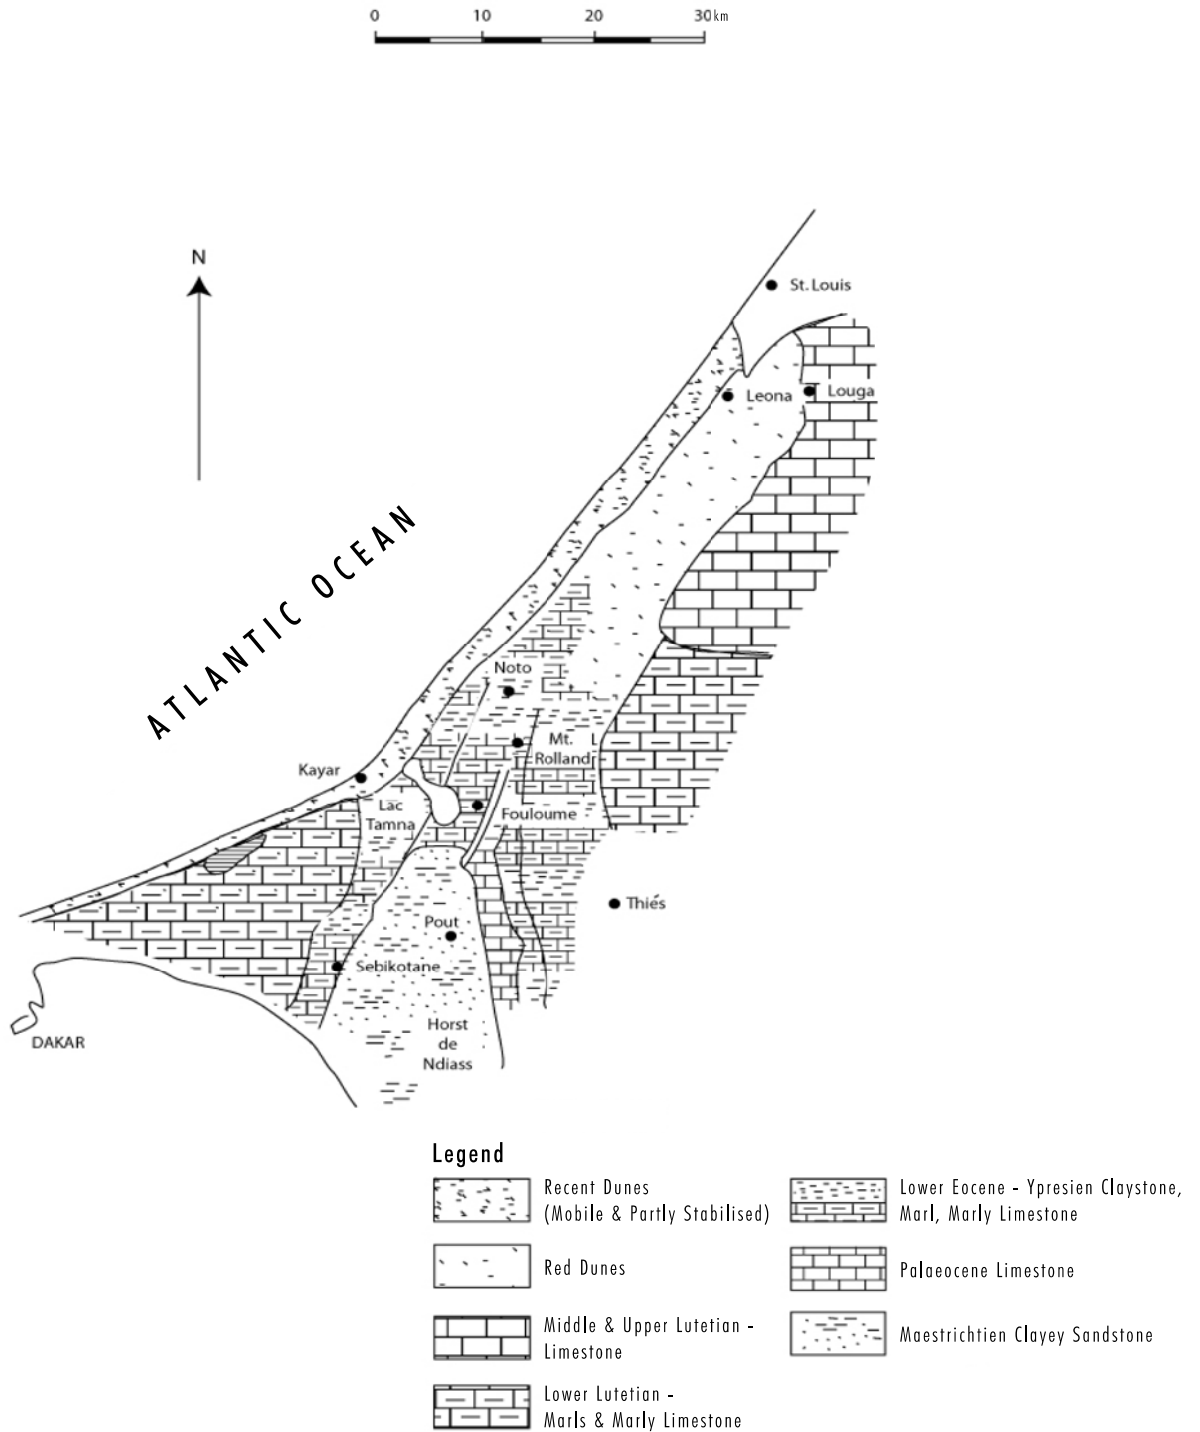 0 10 20 30 km
N
St. Louis
Leona
Louga
ATLANTIC OCEAN
Noto
Mt.
Rolland
Kayar
Lac
Tamna
Fouloume
Thiés
Pout
Sebikotane
Horst
de
Ndiass
DAKAR
Legend
Recent Dunes
(Mobile & Partly Stabilised)
Red Dunes
Middle & Upper Lutetian -
Limestone
Lower Lutetian -
Marls & Marly Limestone
Lower Eocene - Ypresien Claystone,
Marl, Marly Limestone
Palaeocene Limestone
Maestrichtien Clayey Sandstone